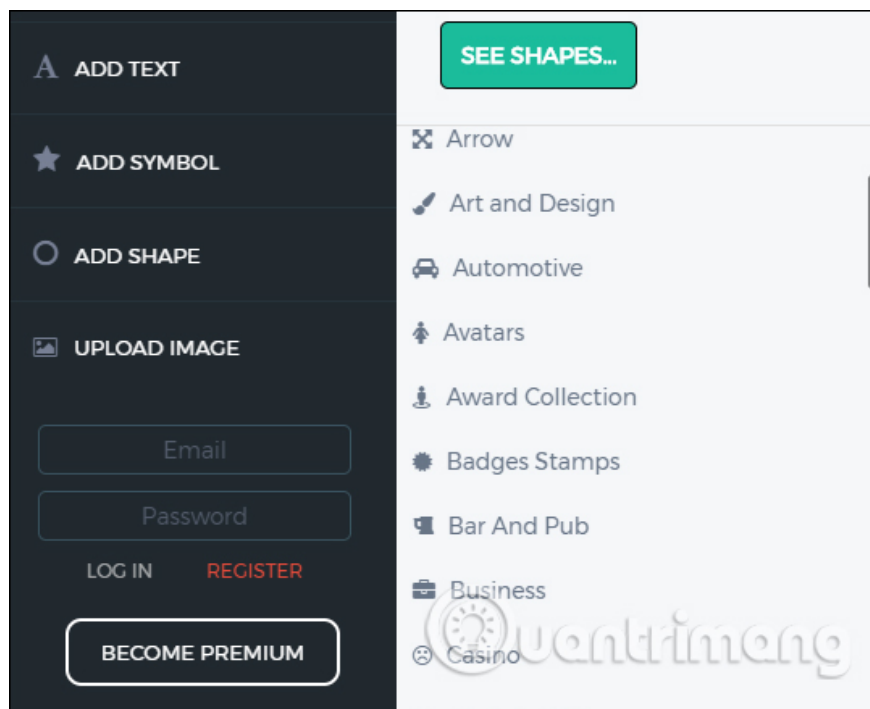 ADD TEXT
ADD SYMBOL
ADD SHAPE
UPLOAD IMAGE
Email
Password
LOG IN REGISTER
BECOME PREMIUM
SEE SHAPES...
Arrow
Art and Design
Automotive
Avatars
Award Collection
Badges Stamps
Bar And Pub
Business
Casino
Quantrimang